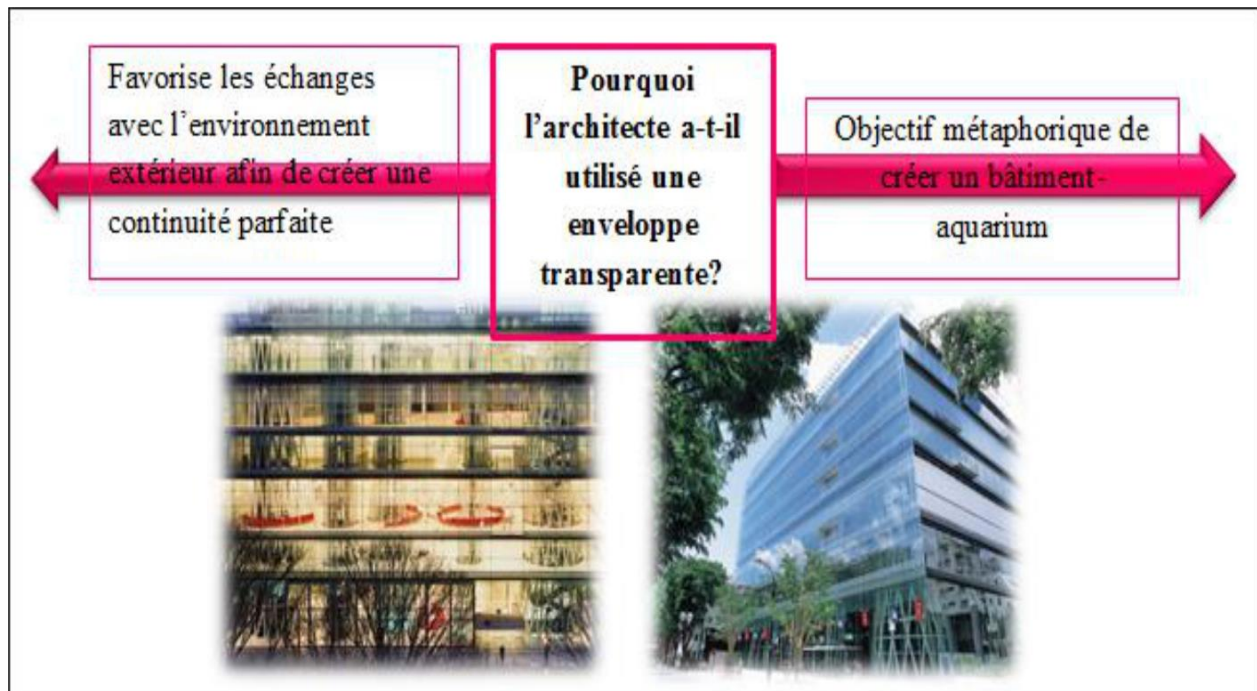 Favorise les échanges
avec l'environnement
extérieur afin de créer une
continuité parfaite
Pourquoi
l'architecte a-t-il
utilisé une
enveloppe
transparente?
Objectif métaphorique de
créer un bâtiment-
aquarium